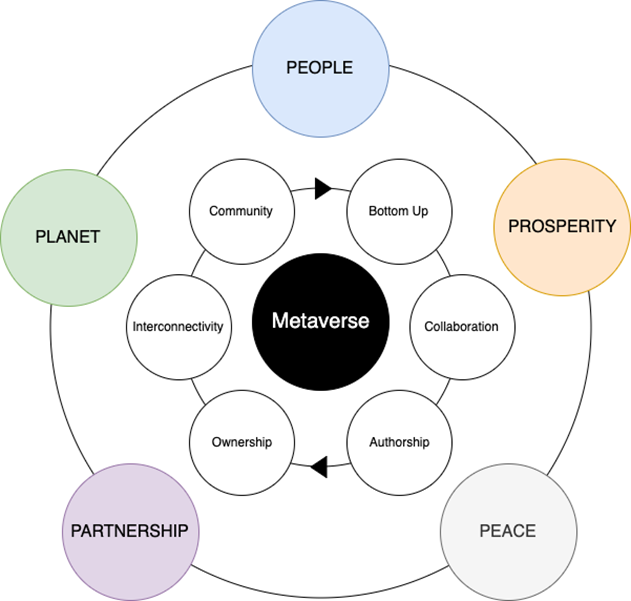 PEOPLE
Community
Bottom Up
PROSPERITY
PLANET
Metaverse
Interconnectivity
Collaboration
Ownership
Authorship
PARTNERSHIP
PEACE